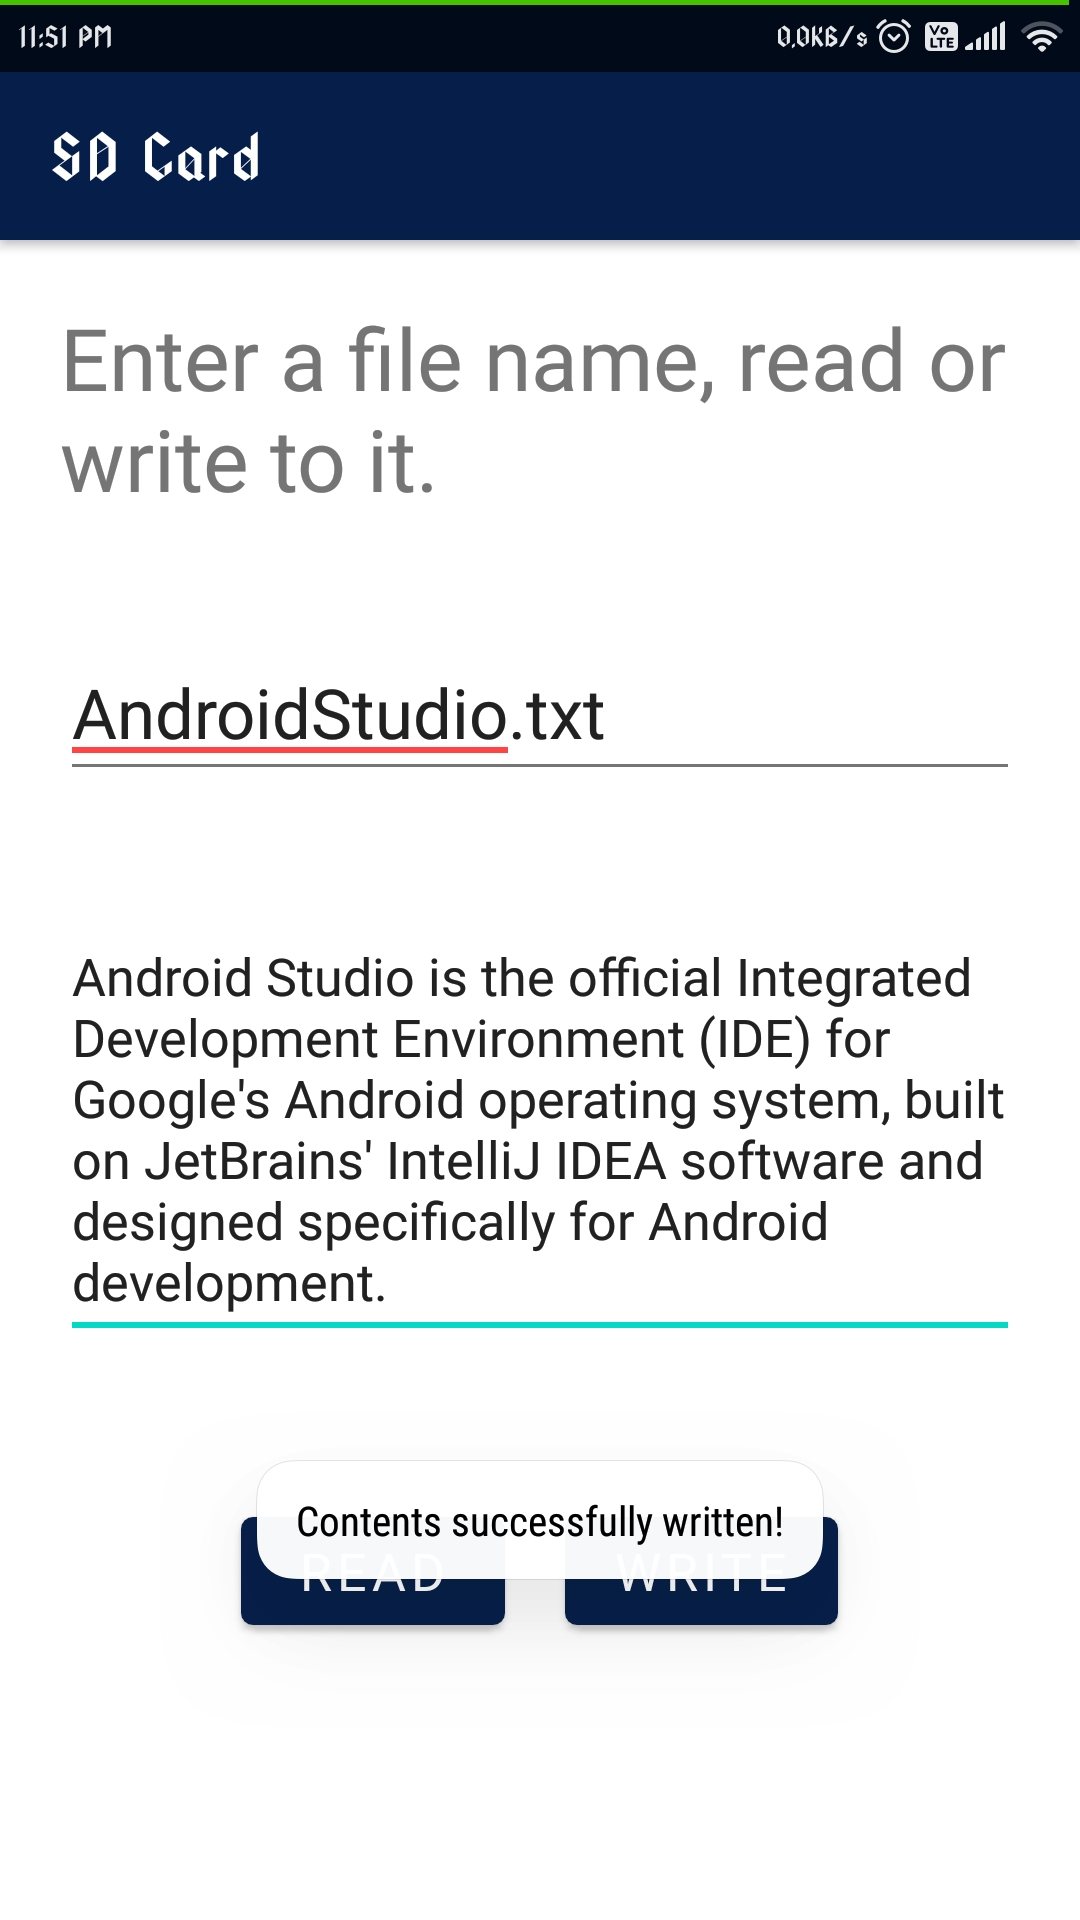 11:51 PM
0.0KB/s
Vo LTE
SD Card
Enter a file name, read or
write to it.
AndroidStudio.txt
Android Studio is the official Integrated
Development Environment (IDE) for
Google's Android operating system, built
on JetBrains' IntelliJ IDEA software and
designed specifically for Android
development.
Contents successfully written!
READ
WRITE